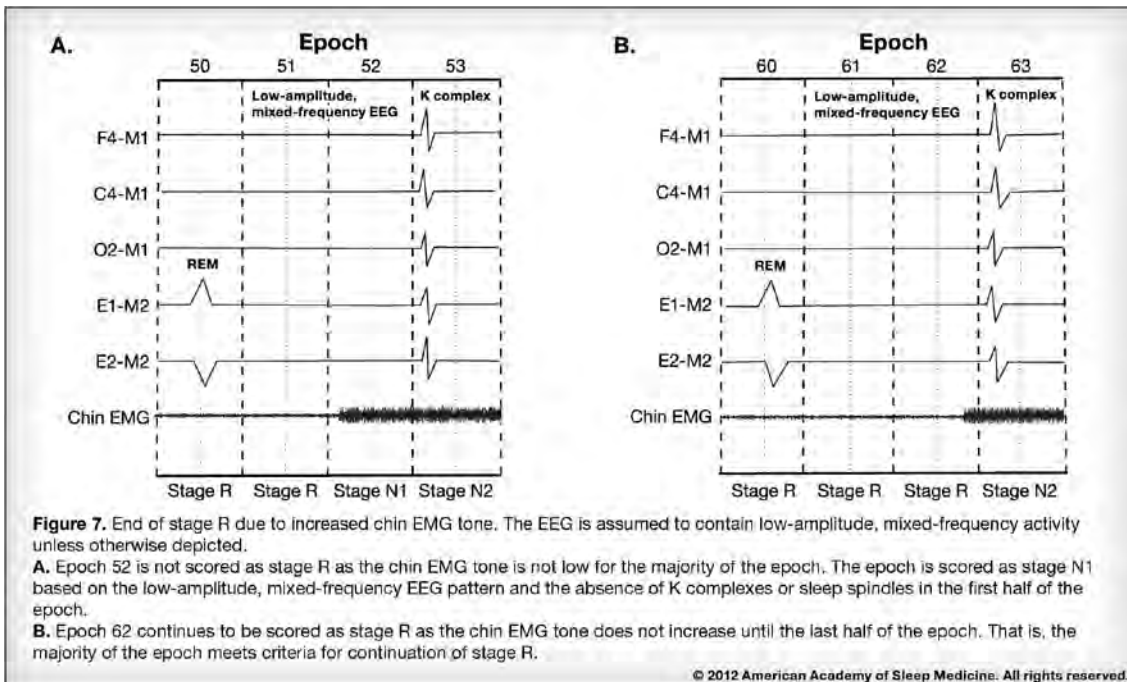 A.
Epoch
50 51 52 53
Low-amplitude,
mixed-frequency EEG
K complex
F4-M1
C4-M1
O2-M1
REM
E1-M2
E2-M2
Chin EMG
Stage R Stage R Stage N1 Stage N2
B.
Epoch
60 61 62 63
Low-amplitude,
mixed-frequency EEG
K complex
F4-M1
C4-M1
O2-M1
REM
E1-M2
E2-M2
Chin EMG
Stage R Stage R Stage R Stage N2
Figure 7. End of stage R due to increased chin EMG tone. The EEG is assumed to contain low-amplitude, mixed-frequency activity
unless otherwise depicted.
A. Epoch 52 is not scored as stage R as the chin EMG tone is not low for the majority of the epoch. The epoch is scored as stage N1
based on the low-amplitude, mixed-frequency EEG pattern and the absence of K complexes or sleep spindles in the first half of the
epoch.
B. Epoch 62 continues to be scored as stage R as the chin EMG tone does not increase until the last half of the epoch. That is, the
majority of the epoch meets criteria for continuation of stage R.
© 2012 American Academy of Sleep Medicine. All rights reserved.